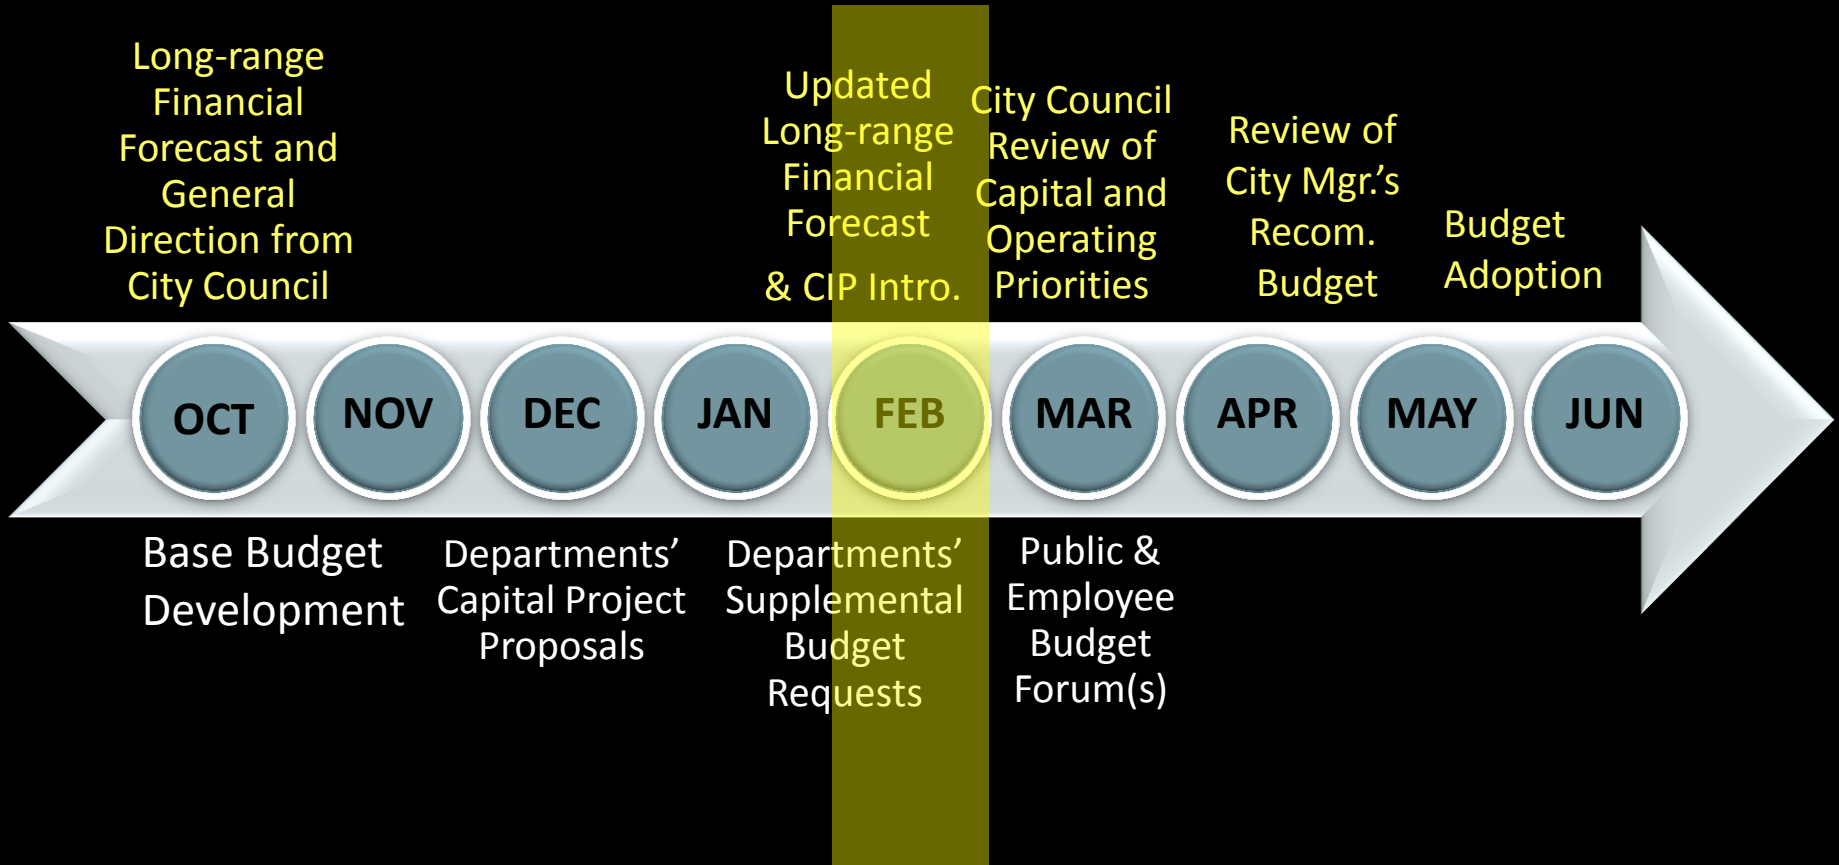 Long-range
Financial
Forecast and
General
Direction from
City Council
Updated
Long-range
Financial
Forecast
& CIP Intro.
City Council
Review of
Capital and
Operating
Priorities
Review of
City Mgr.’s
Recom.
Budget
Budget
Adoption
OCT
NOV
DEC
JAN
FEB
MAR
APR
MAY
JUN
Base Budget
Development
Departments’
Capital Project
Proposals
Departments’
Supplemental
Budget
Requests
Public &
Employee
Budget
Forum(s)